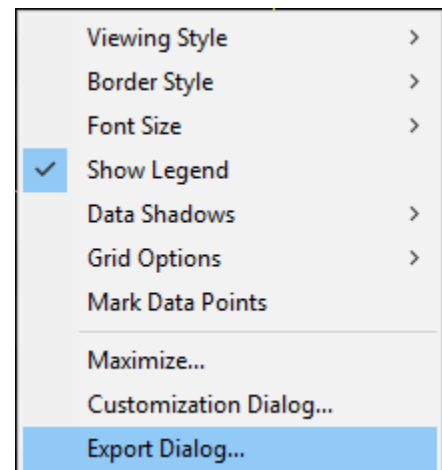 Viewing Style
Border Style
Font Size
Show Legend
Data Shadows
Grid Options
Mark Data Points
Maximize...
Customization Dialog...
Export Dialog...